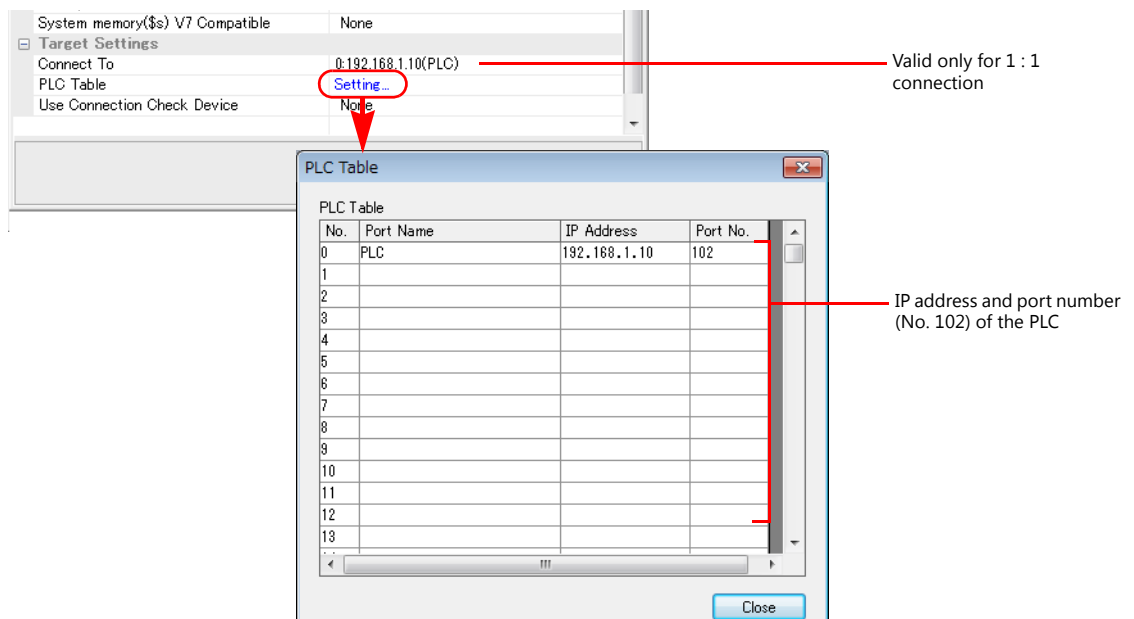 System memory($s) V7 Compatible None
Target Settings
Connect To 0:192.168.1.10(PLC)
Valid only for 1 : 1
connection
PLC Table Setting...
Use Connection Check Device None
PLC Table
PLC Table
No. Port Name IP Address Port No.
0 PLC 192.168.1.10 102
1
2
3
IP address and port number
(No. 102) of the PLC
4
5
6
7
8
9
10
11
12
13
Close